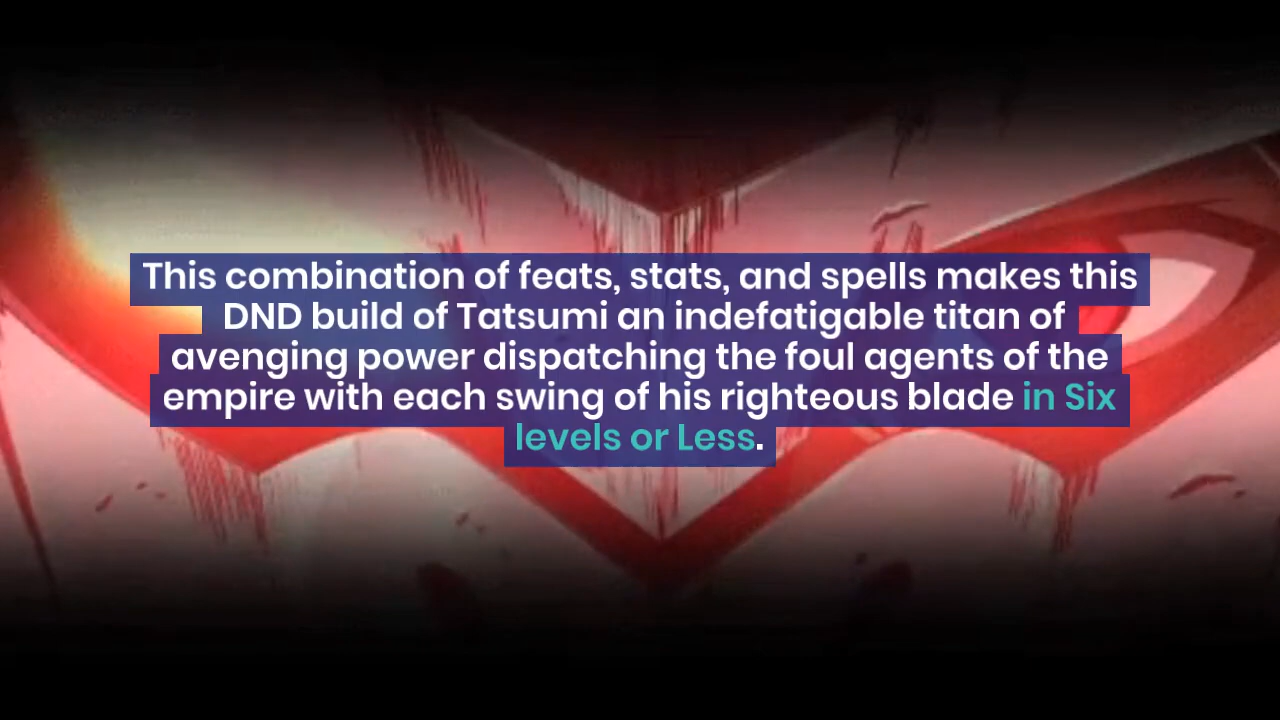 This combination of feats, stats, and spells makes this
DND build of Tatsumi an indefatigable titan of
avenging power dispatching the foul agents of the
empire with each swing of his righteous blade in Six
levels or Less.